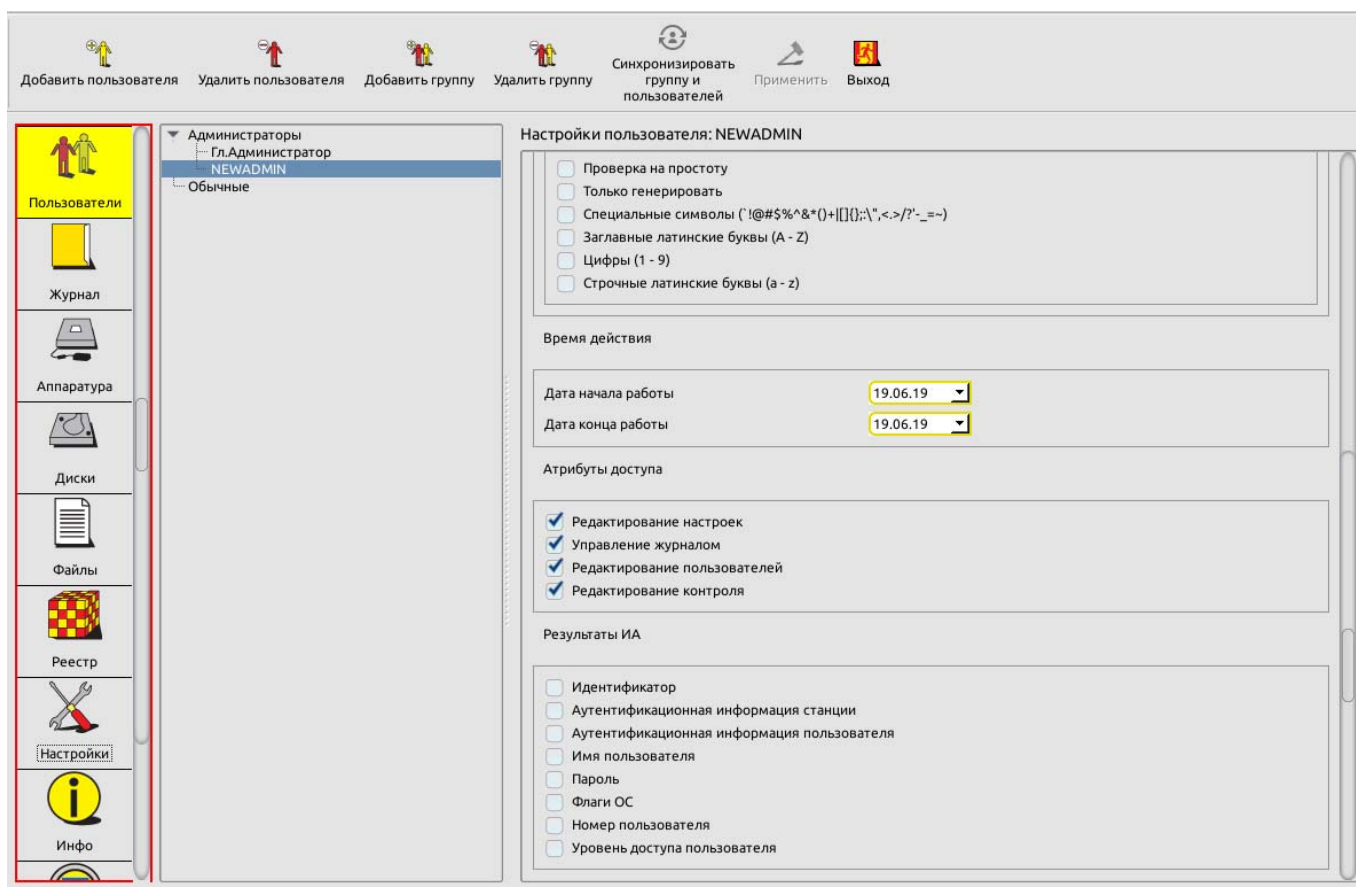 Добавить пользователя
Удалить пользователя
Добавить группу
Удалить группу
Синхронизировать
группу и
пользователей
Применить
Выход
Пользователи
Журнал
Аппаратура
Диски
Файлы
Реестр
Настройки
Инфо
Администраторы
Гл.Администратор
NEWADMIN
Обычные
Настройки пользователя: NEWADMIN
Проверка на простоту
Только генерировать
Специальные символы (`!@#$%^&*()+|[]{};:\",<.>/?'-_=~)
Заглавные латинские буквы (A - Z)
Цифры (1 - 9)
Строчные латинские буквы (a - z)
Время действия
Дата начала работы 19.06.19
Дата конца работы 19.06.19
Атрибуты доступа
Редактирование настроек
Управление журналом
Редактирование пользователей
Редактирование контроля
Результаты ИА
Идентификатор
Аутентификационная информация станции
Аутентификационная информация пользователя
Имя пользователя
Пароль
Флаги ОС
Номер пользователя
Уровень доступа пользователя